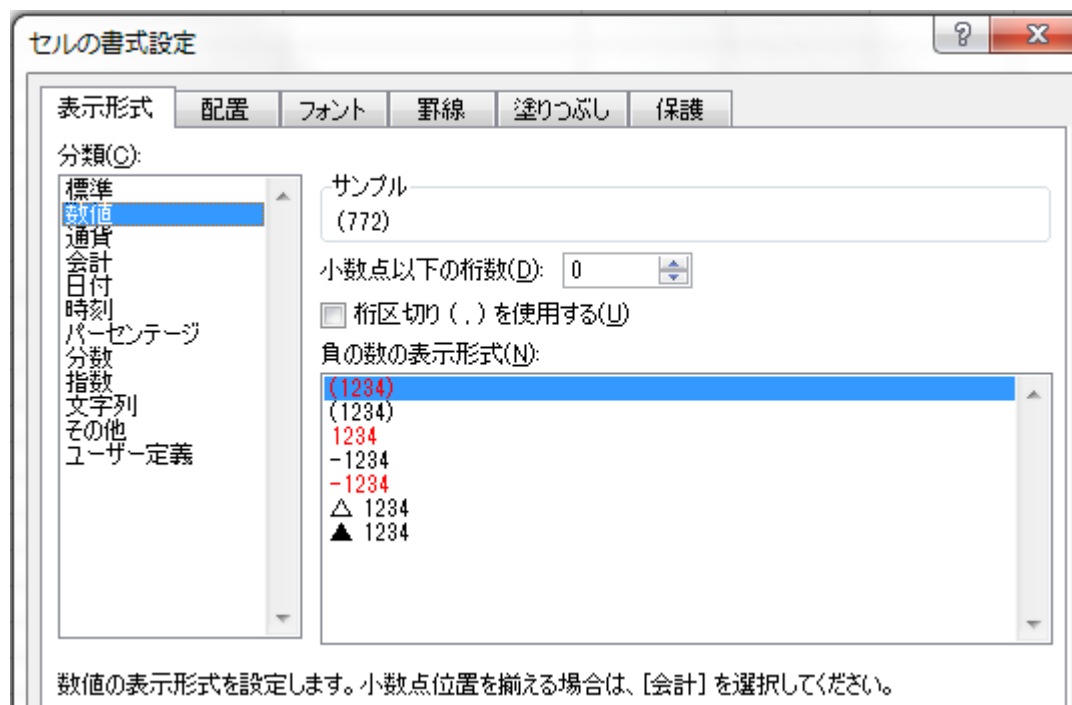 セルの書式設定
表示形式 配置 フォント 罫線 塗りつぶし 保護
分類(C):
標準
数値
通貨
会計
日付
時刻
パーセンテージ
分数
指数
文字列
その他
ユーザー定義
サンプル
(772)
小数点以下の桁数(D): 0
桁区切り ( , ) を使用する(U)
負の数の表示形式(N):
(1234)
(1234)
1234
-1234
-1234
△ 1234
▲ 1234
数値の表示形式を設定します。小数点位置を揃える場合は、[会計] を選択してください。